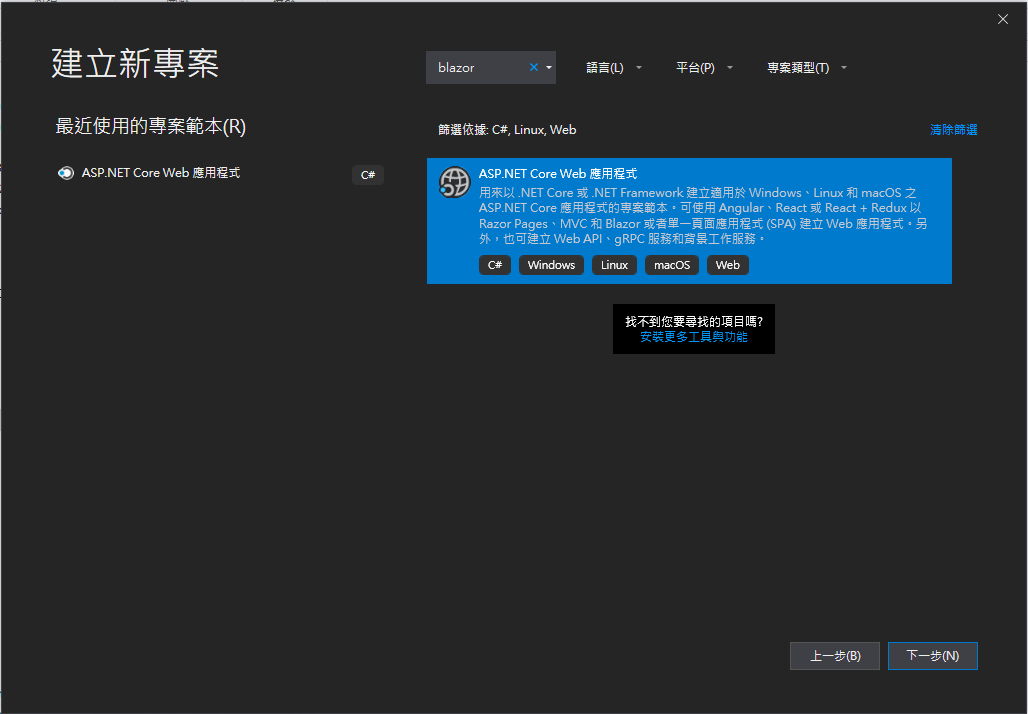 建立新專案
blazor
語言(L)
平台(P)
專案類型(T)
最近使用的專案範本(R)
篩選依據: C#, Linux, Web
清除篩選
ASP.NET Core Web 應用程式
C#
ASP.NET Core Web 應用程式
用來以 .NET Core 或 .NET Framework 建立適用於 Windows、Linux 和 macOS 之
ASP.NET Core 應用程式的專案範本。可使用 Angular、React 或 React + Redux 以
Razor Pages、MVC 和 Blazor 或者單一頁面應用程式 (SPA) 建立 Web 應用程式。另
外，也可建立 Web API、gRPC 服務和背景工作服務。
C#
Windows
Linux
macOS
Web
找不到您要尋找的項目嗎?
安裝更多工具與功能
上一步(B)
下一步(N)